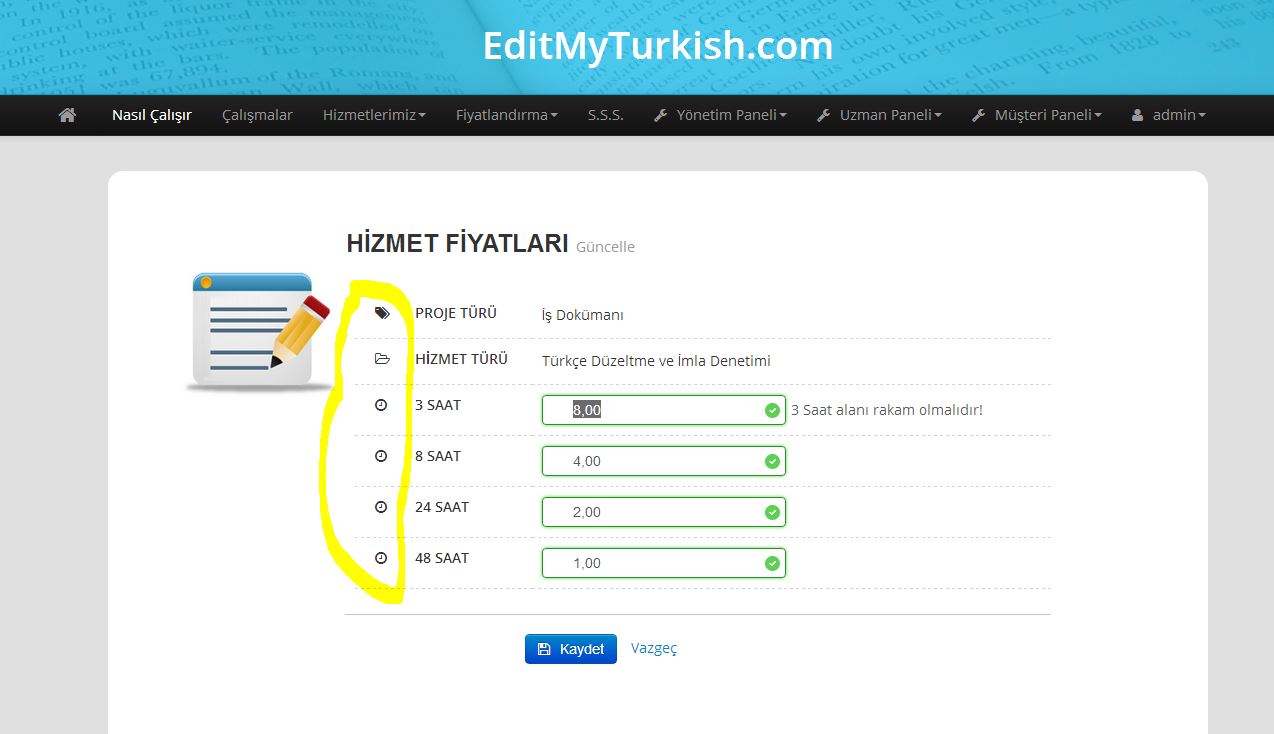 EditMyTurkish.com
Nasıl Çalışır Çalışmalar Hizmetlerimiz Fiyatlandırma S.S.S. Yönetim Paneli Uzman Paneli Müşteri Paneli admin
HİZMET FİYATLARI Güncelle
PROJE TÜRÜ İş Dokümanı
HİZMET TÜRÜ Türkçe Düzeltme ve İmla Denetimi
3 SAAT 8,00 3 Saat alanı rakam olmalıdır!
8 SAAT 4,00
24 SAAT 2,00
48 SAAT 1,00
Kaydet Vazgeç